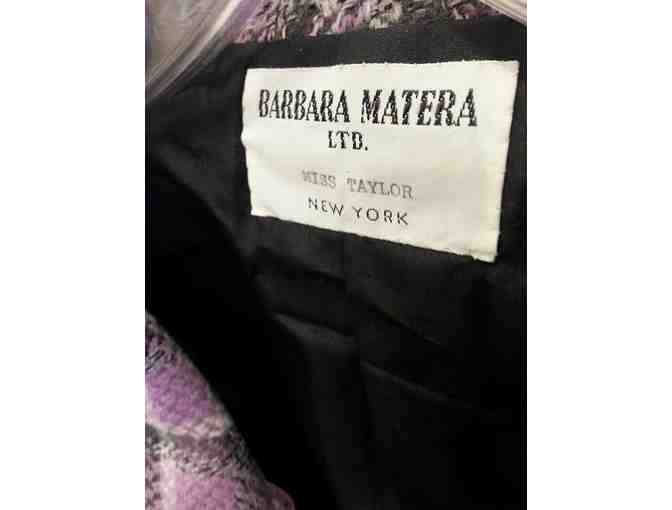 BARBARA MATERA
LTD.
MISS TAYLOR
NEW YORK